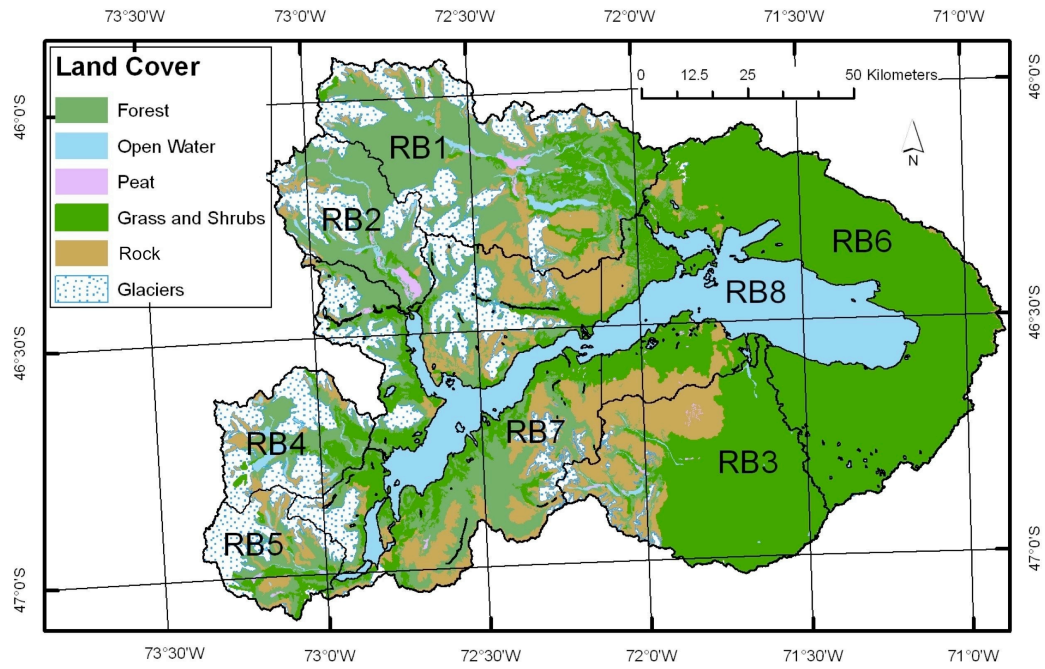 73°30'W 73°0'W 72°30'W 72°0'W 71°30'W 71°0'W
Land Cover
Forest
Open Water
Peat
Grass and Shrubs
Rock
Glaciers
0 12.5 25 50 Kilometers
N
46°0'S
46°0'S
RB1
RB2
RB6
RB8
46°30'S
46°30'S
RB4
RB7
RB3
RB5
47°0'S
47°0'S
73°30'W 73°0'W 72°30'W 72°0'W 71°30'W 71°0'W